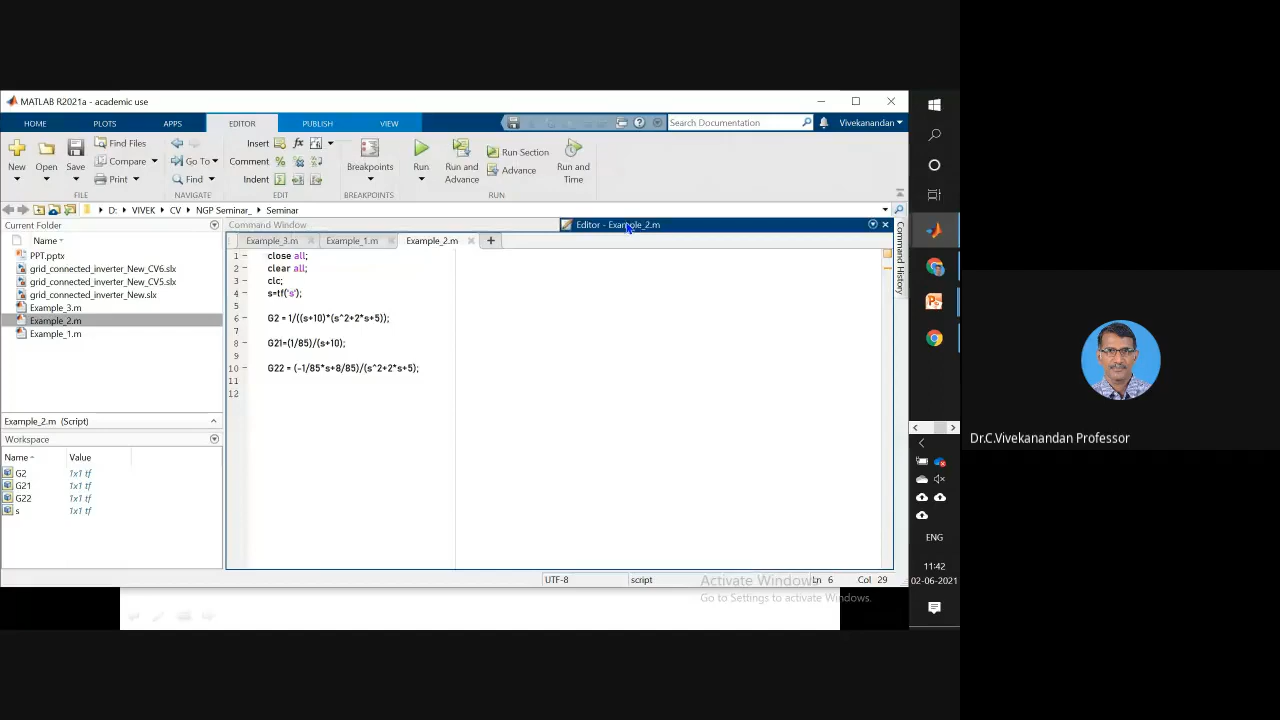 MATLAB R2021a - academic use
HOME PLOTS APPS EDITOR PUBLISH VIEW Search Documentation Vivekanandan
New Open Save Find Files Compare Print
Go To Find
Insert fx
Comment %
Indent
Breakpoints Run Run and Advance Run Section Advance Run and Time
FILE NAVIGATE EDIT BREAKPOINTS RUN
D: VIVEK CV NGP Seminar_ Seminar
Current Folder
Name
PPT.pptx
grid_connected_inverter_New_CV6.slx
grid_connected_inverter_New_CV5.slx
grid_connected_inverter_New.slx
Example_3.m
Example_2.m
Example_1.m
Example_2.m (Script)
Workspace
Name Value
G2 1x1 tf
G21 1x1 tf
G22 1x1 tf
s 1x1 tf
Command Window
Editor - Example_2.m
Example_3.m Example_1.m Example_2.m
1 close all;
2 clear all;
3 clc;
4 s=tf('s');
5
6 G2 = 1/((s+10)*(s^2+2*s+5));
7
8 G21=(1/85)/(s+10);
9
10 G22 = (-1/85*s+8/85)/(s^2+2*s+5);
11
12
Command History
UTF-8 script Ln 6 Col 29
Activate Windows
Go to Settings to activate Windows.
ENG
11:42
02-06-2021
Dr.C.Vivekanandan Professor